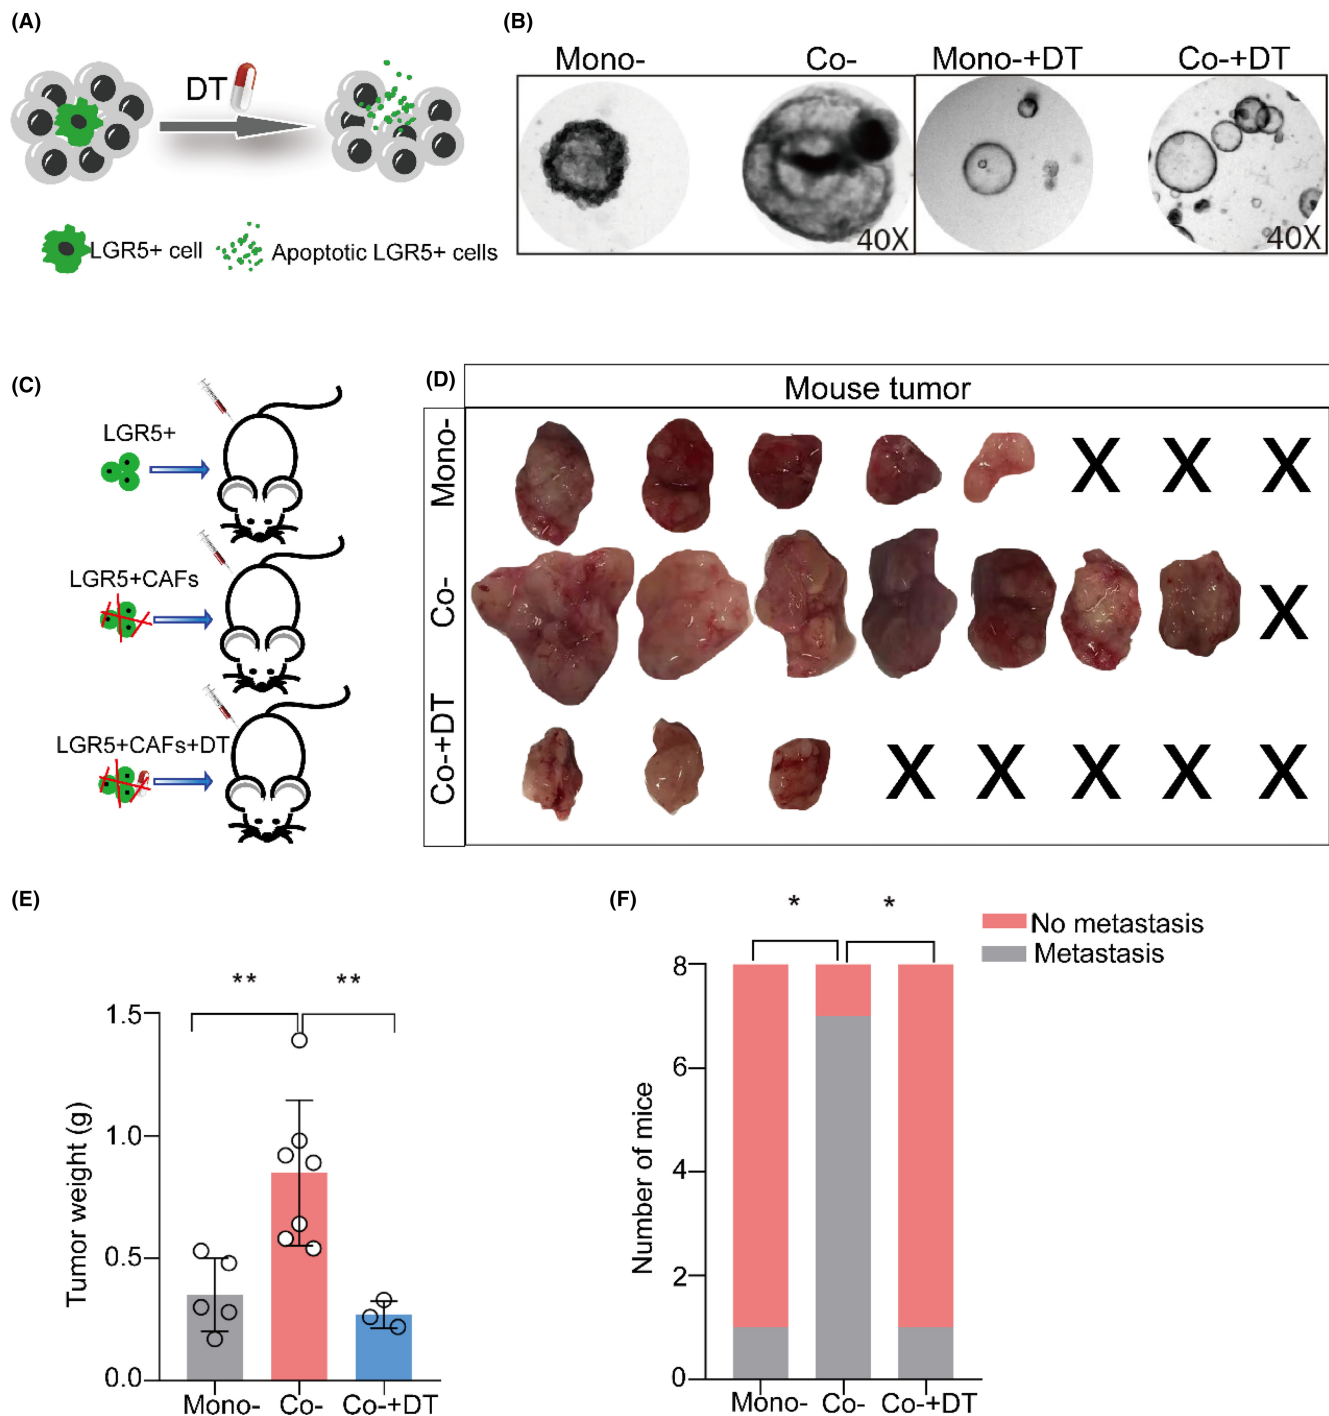 (A)
DT
LGR5+ cell
Apoptotic LGR5+ cells
(B)
Mono-
Co-
Mono-+DT
Co-+DT
40X
40X
(C)
LGR5+
LGR5+CAFs
LGR5+CAFs+DT
(D)
Mouse tumor
Mono-
X X X
Co-
X
Co-+DT
X X X X X
(E)
** **
1.5
1.0
0.5
0.0
Tumor weight (g)
Mono- Co- Co-+DT
(F)
* *
No metastasis
Metastasis
8
6
4
2
0
Number of mice
Mono- Co- Co-+DT